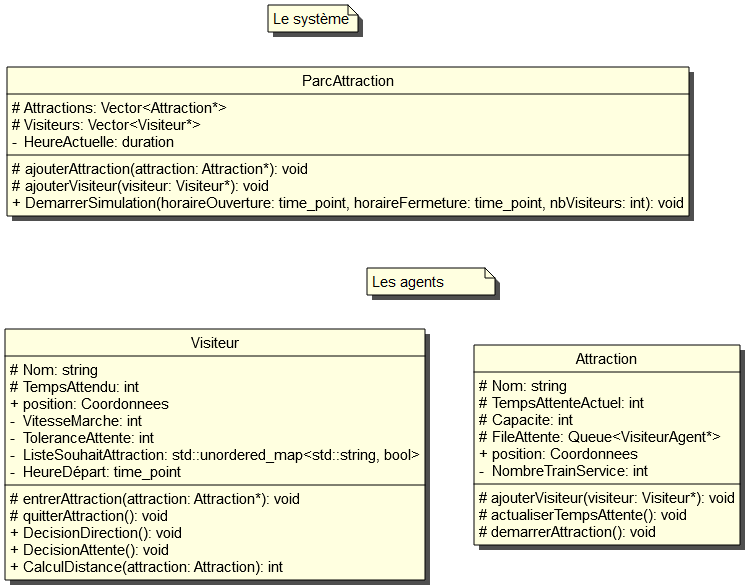 Le système
ParcAttraction
# Attractions: Vector<Attraction*>
# Visiteurs: Vector<Visiteur*>
- HeureActuelle: duration
# ajouterAttraction(attraction: Attraction*): void
# ajouterVisiteur(visiteur: Visiteur*): void
+ DemarrerSimulation(horaireOuverture: time_point, horaireFermeture: time_point, nbVisiteurs: int): void
Les agents
Visiteur
# Nom: string
# TempsAttendu: int
+ position: Coordonnees
- VitesseMarche: int
- ToleranceAttente: int
- ListeSouhaitAttraction: std::unordered_map<std::string, bool>
- HeureDépart: time_point
# entrerAttraction(attraction: Attraction*): void
# quitterAttraction(): void
+ DecisionDirection(): void
+ DecisionAttente(): void
+ CalculDistance(attraction: Attraction): int
Attraction
# Nom: string
# TempsAttenteActuel: int
# Capacite: int
# FileAttente: Queue<VisiteurAgent*>
+ position: Coordonnees
- NombreTrainService: int
# ajouterVisiteur(visiteur: Visiteur*): void
# actualiserTempsAttente(): void
# demarrerAttraction(): void